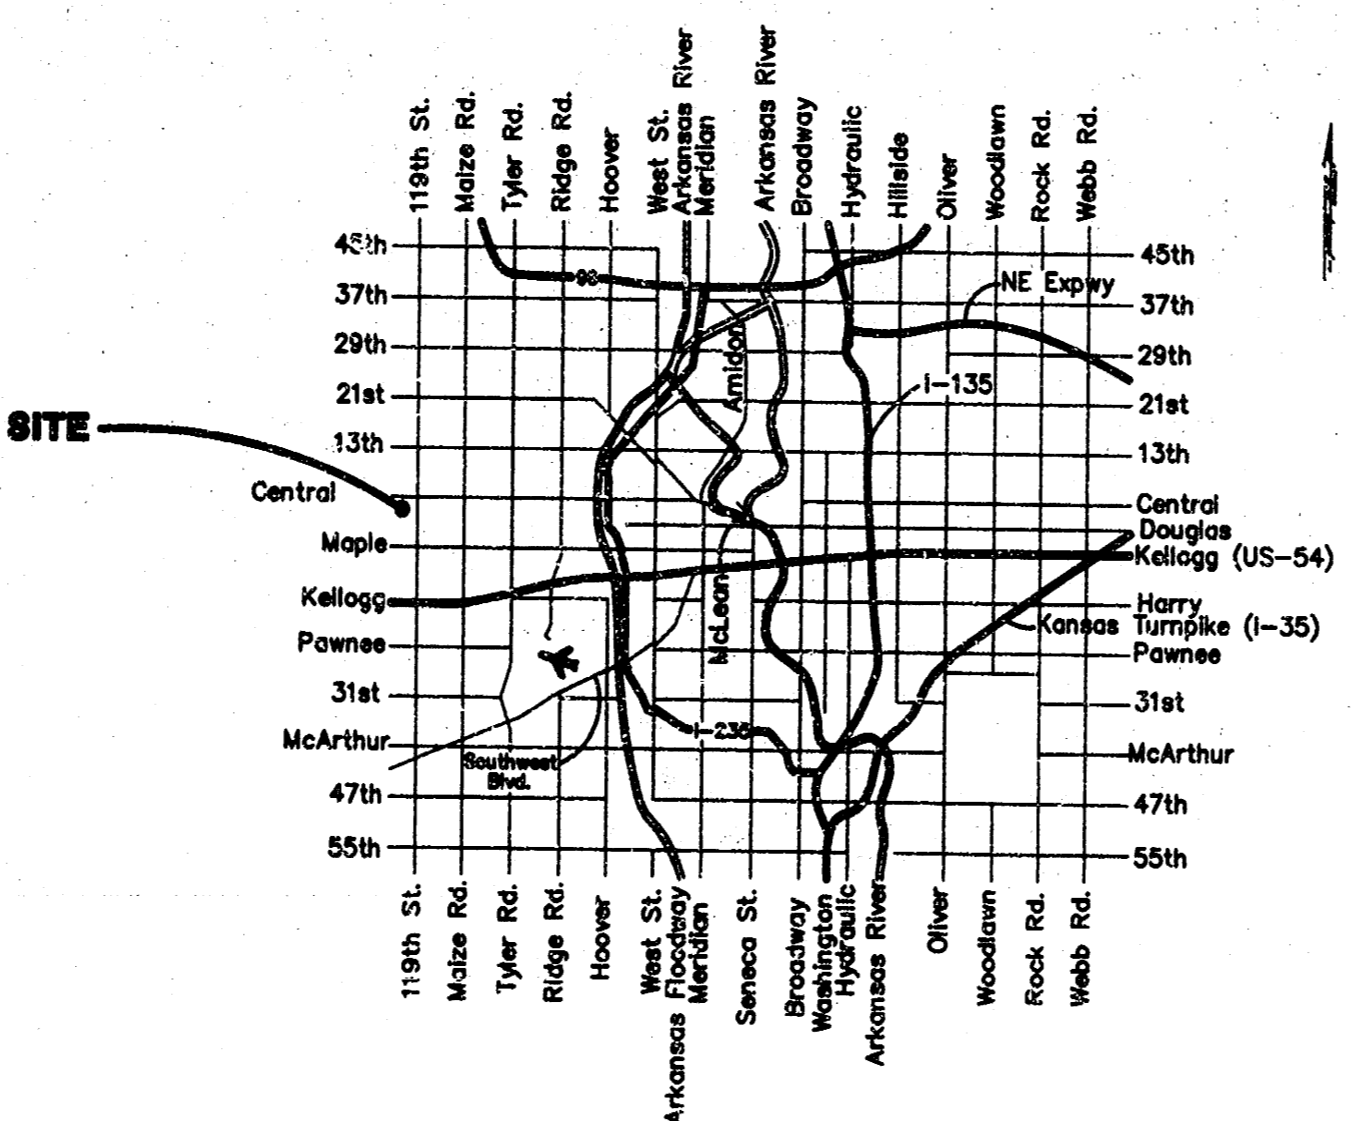 119th St.
Maize Rd.
Tyler Rd.
Ridge Rd.
Hoover
West St.
Arkansas River
Meridian
Arkansas River
Broadway
Hydraulic
Hillside
Oliver
Woodlawn
Rock Rd.
Webb Rd.
45th
45th
96
NE Expwy
37th
37th
29th
29th
Amidon
I-135
21st
21st
SITE
13th
13th
Central
Central
Douglas
Maple
Kellogg (US-54)
Kellogg
McLean
Harry
Kansas Turnpike (I-35)
Pawnee
Pawnee
31st
31st
I-235
McArthur
McArthur
Southwest
Blvd.
47th
47th
55th
55th
119th St.
Maize Rd.
Tyler Rd.
Ridge Rd.
Hoover
West St.
Arkansas Floodway
Meridian
Seneca St.
Broadway
Washington
Hydraulic
Arkansas River
Oliver
Woodlawn
Rock Rd.
Webb Rd.